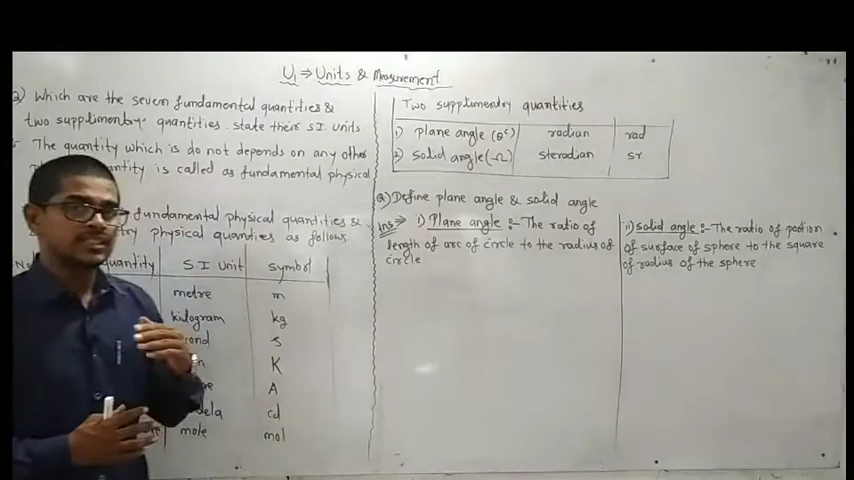 U1 ⇒ Units & Measurement
Q) Which are the seven fundamental quantities &
two supplimentry quantities. state their S.I. units
The quantity which is do not depends on any other
quantity is called as fundamental physical
fundamental physical quantities &
physical quantities as follows.
quantity S.I Unit symbol
metre m
kilogram kg
s
K
A
cd
mole mol
Two supplimentry quantities
1) plane angle (θᶜ) radian rad
2) solid angle (Ω) steradian sr
Q) Define plane angle & solid angle
Ans ⇒ i) Plane angle :- The ratio of
length of arc of circle to the radius of
circle
ii) solid angle :- The ratio of potion
of surface of sphere to the square
of radius of the sphere